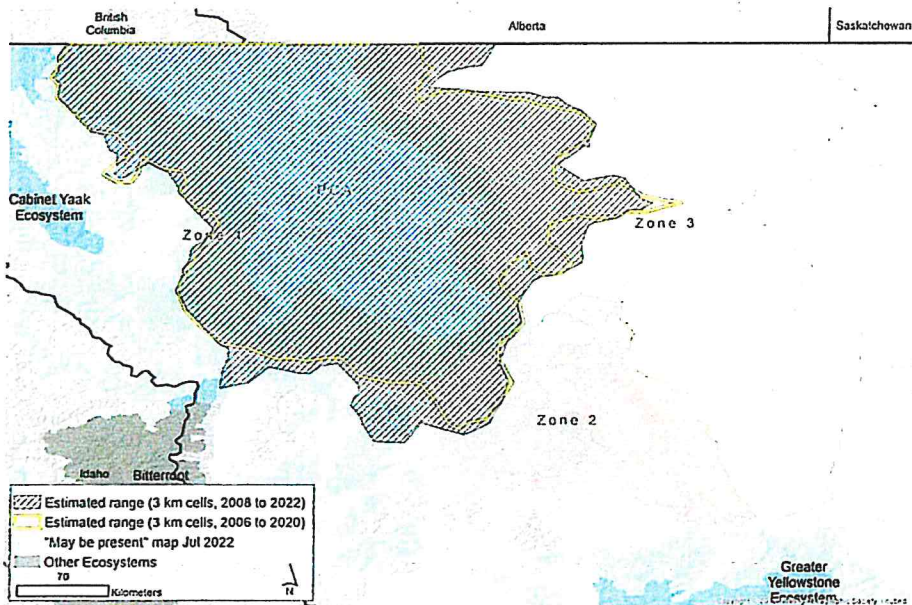 British
Columbia
Alberta
Saskatchewan
PCA
Cabinet Yaak
Ecosystem
Zone 1
Zone 3
Zone 2
Idaho
Bitterroot
Estimated range (3 km cells, 2008 to 2022)
Estimated range (3 km cells, 2006 to 2020)
"May be present" map Jul 2022
Other Ecosystems
70
Kilometers
N
Greater
Yellowstone
Ecosystem